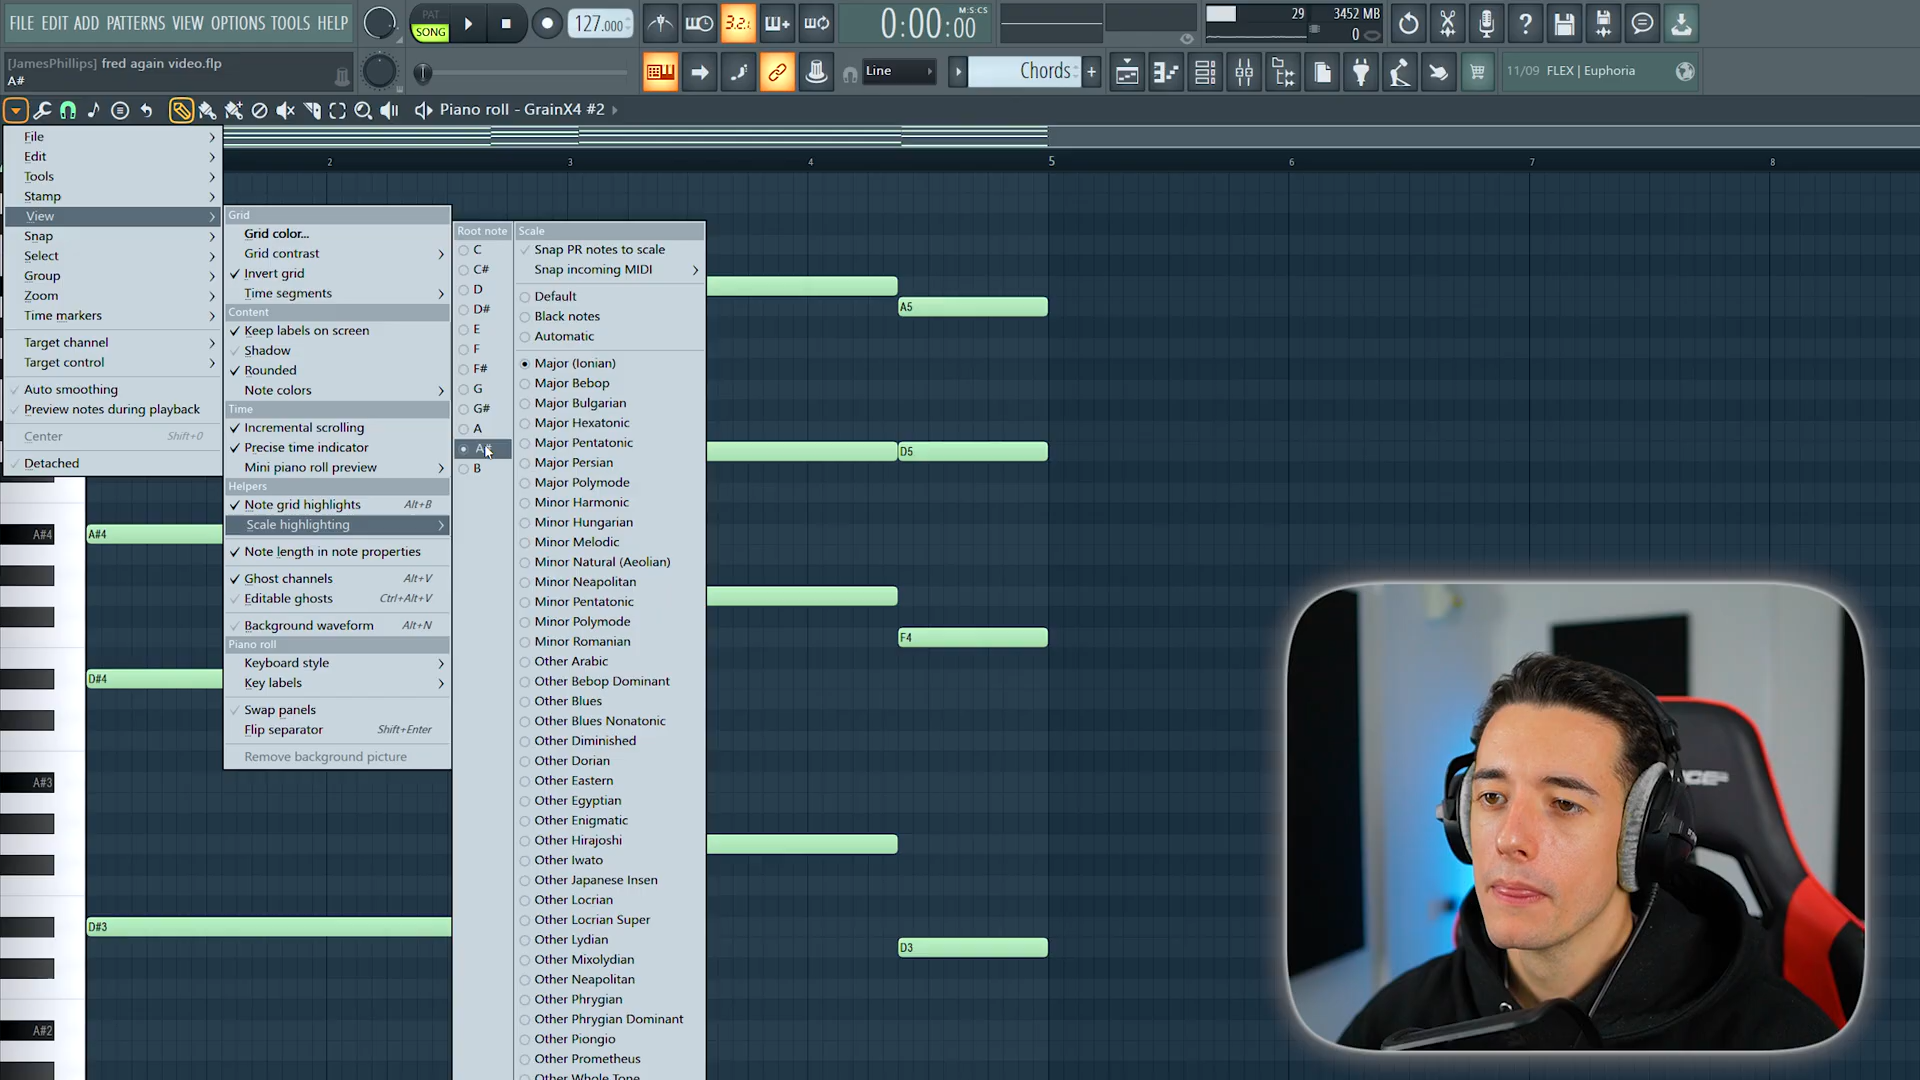 FILE EDIT ADD PATTERNS VIEW OPTIONS TOOLS HELP
PAT
SONG
127.000
3.2.
0:00:00
M:S:CS
29
3452 MB
0
[JamesPhillips] fred again video.flp
A#
Line
Chords
11/09 FLEX | Euphoria
Piano roll - GrainX4 #2
2
3
4
5
6
7
8
File
Edit
Tools
Stamp
View
Snap
Select
Group
Zoom
Time markers
Target channel
Target control
Auto smoothing
Preview notes during playback
Center Shift+0
Detached
Grid
Grid color...
Grid contrast
Invert grid
Time segments
Content
Keep labels on screen
Shadow
Rounded
Note colors
Time
Incremental scrolling
Precise time indicator
Mini piano roll preview
Helpers
Note grid highlights Alt+B
Scale highlighting
Note length in note properties
Ghost channels Alt+V
Editable ghosts Ctrl+Alt+V
Background waveform Alt+N
Piano roll
Keyboard style
Key labels
Swap panels
Flip separator Shift+Enter
Remove background picture
Root note
C
C#
D
D#
E
F
F#
G
G#
A
A#
B
Scale
Snap PR notes to scale
Snap incoming MIDI
Default
Black notes
Automatic
Major (Ionian)
Major Bebop
Major Bulgarian
Major Hexatonic
Major Pentatonic
Major Persian
Major Polymode
Minor Harmonic
Minor Hungarian
Minor Melodic
Minor Natural (Aeolian)
Minor Neapolitan
Minor Pentatonic
Minor Polymode
Minor Romanian
Other Arabic
Other Bebop Dominant
Other Blues
Other Blues Nonatonic
Other Diminished
Other Dorian
Other Eastern
Other Egyptian
Other Enigmatic
Other Hirajoshi
Other Iwato
Other Japanese Insen
Other Locrian
Other Locrian Super
Other Lydian
Other Mixolydian
Other Neapolitan
Other Phrygian
Other Phrygian Dominant
Other Piongio
Other Prometheus
Other Whole Tone
A5
D5
F4
D3
A#4
A#4
D#4
A#3
D#3
A#2